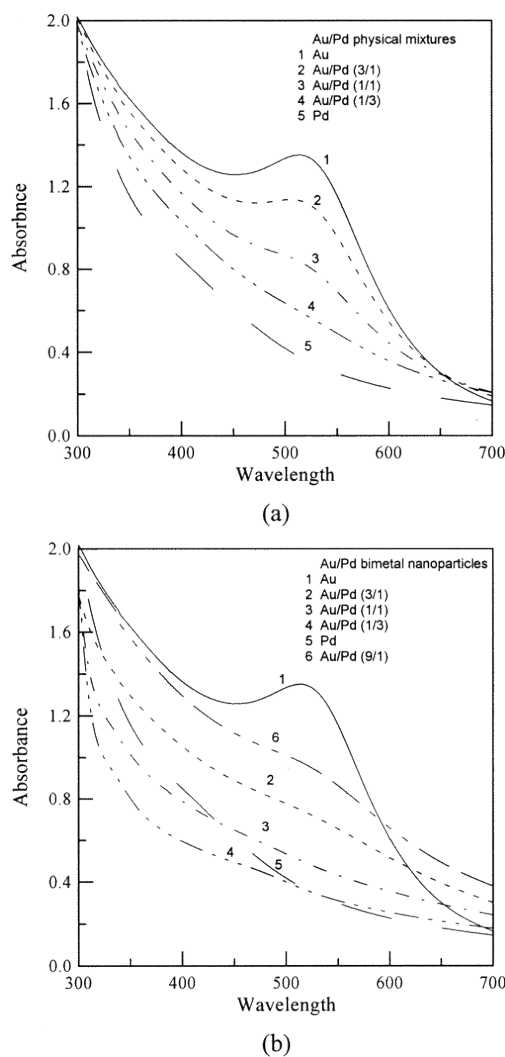 2.0
1.6
1.2
0.8
0.4
0.0
Absorbnce
Au/Pd physical mixtures
1 Au
2 Au/Pd (3/1)
3 Au/Pd (1/1)
4 Au/Pd (1/3)
5 Pd
1
2
3
4
5
300 400 500 600 700
Wavelength
(a)
2.0
1.6
1.2
0.8
0.4
0.0
Absorbance
Au/Pd bimetal nanoparticles
1 Au
2 Au/Pd (3/1)
3 Au/Pd (1/1)
4 Au/Pd (1/3)
5 Pd
6 Au/Pd (9/1)
1
6
2
3
4
5
300 400 500 600 700
Wavelength
(b)